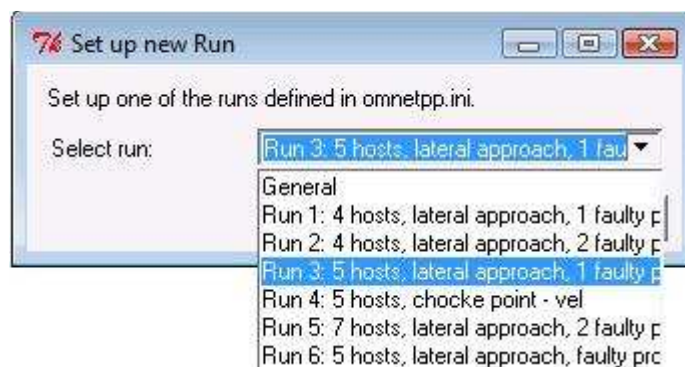 Set up new Run
Set up one of the runs defined in omnetpp.ini.
Select run:
Run 3: 5 hosts, lateral approach, 1 fau
General
Run 1: 4 hosts, lateral approach, 1 faulty p
Run 2: 4 hosts, lateral approach, 2 faulty p
Run 3: 5 hosts, lateral approach, 1 faulty p
Run 4: 5 hosts, chocke point - vel
Run 5: 7 hosts, lateral approach, 2 faulty p
Run 6: 5 hosts, lateral approach, faulty pro